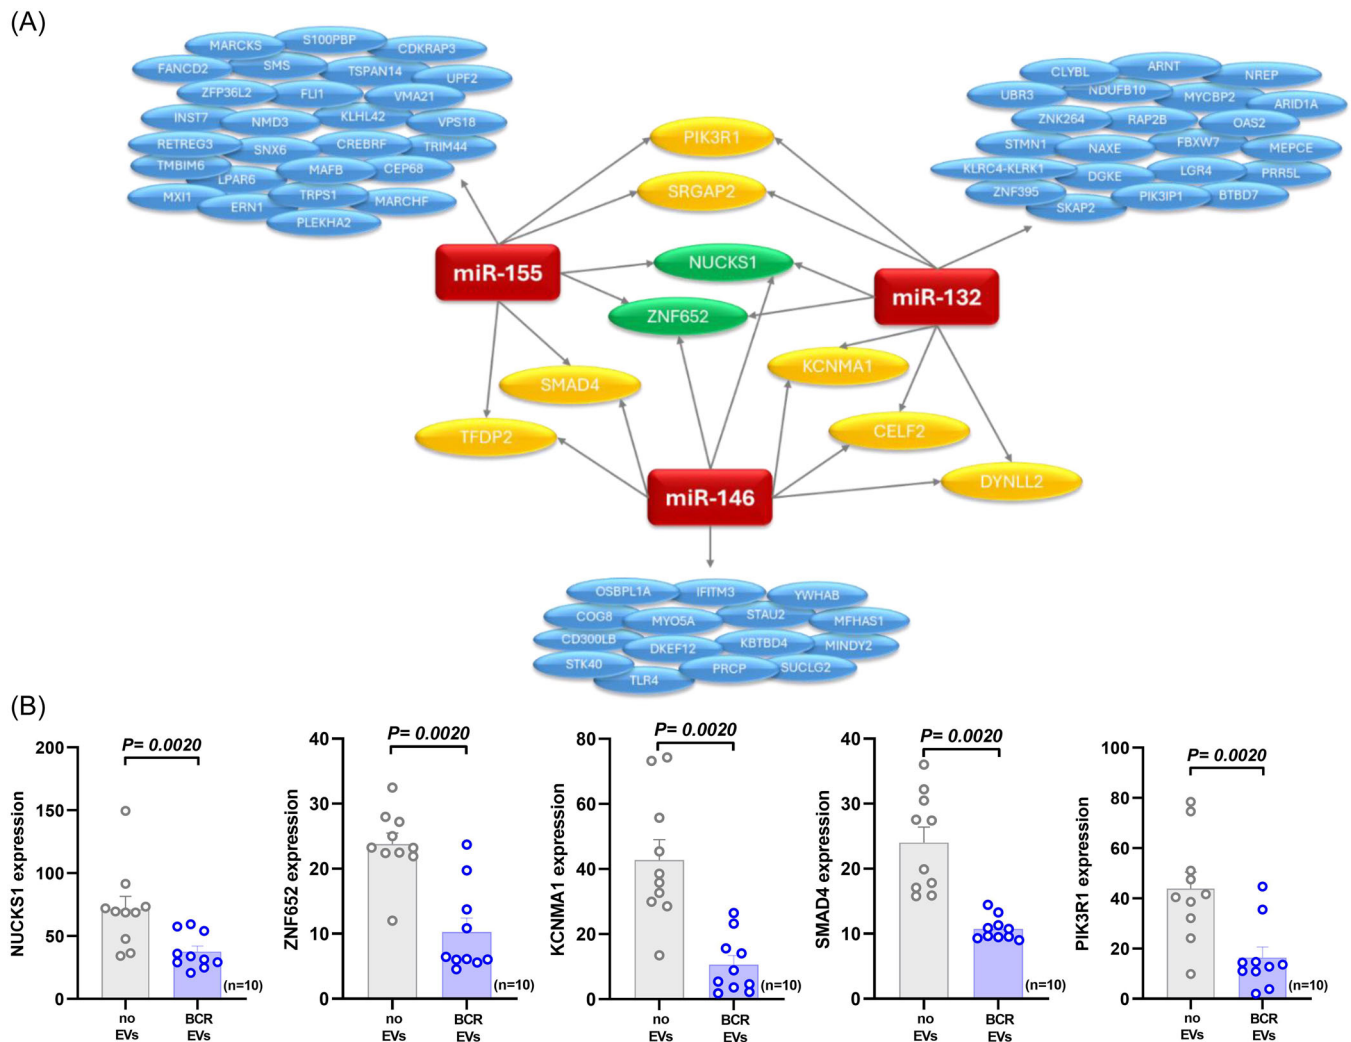 (A)
MARCKS S100PBP CDKRAP3
FANCD2 SMS TSPAN14 UPF2
ZFP36L2 FLI1 VMA21
INST7 NMD3 KLHL42 VPS18
RETREG3 SNX6 CREBRF TRIM44
TMBIM6 LPAR6 MAFB CEP68
MXI1 ERN1 TRPS1 MARCHF
PLEKHA2
CLYBL ARNT NREP
UBR3 NDUFB10 MYCBP2 ARID1A
ZNK264 RAP2B OAS2
STMN1 NAXE FBXW7 MEPCE
KLRC4-KLRK1 DGKE LGR4 PRR5L
ZNF395 SKAP2 PIK3IP1 BTBD7
PIK3R1
SRGAP2
NUCKS1
miR-155
miR-132
ZNF652
KCNMA1
SMAD4
CELF2
TFDP2
DYNLL2
miR-146
OSBPL1A IFITM3 YWHAB
COG8 MYO5A STAU2 MFHAS1
CD300LB DKEF12 KBTBD4 MINDY2
STK40 TLR4 PRCP SUCLG2
(B)
NUCKS1 expression
200
150
100
50
0
P= 0.0020
(n=10)
no EVs
BCR EVs
ZNF652 expression
40
30
20
10
0
P= 0.0020
(n=10)
no EVs
BCR EVs
KCNMA1 expression
80
60
40
20
0
P= 0.0020
(n=10)
no EVs
BCR EVs
SMAD4 expression
40
30
20
10
0
P= 0.0020
(n=10)
no EVs
BCR EVs
PIK3R1 expression
100
80
60
40
20
0
P= 0.0020
(n=10)
no EVs
BCR EVs